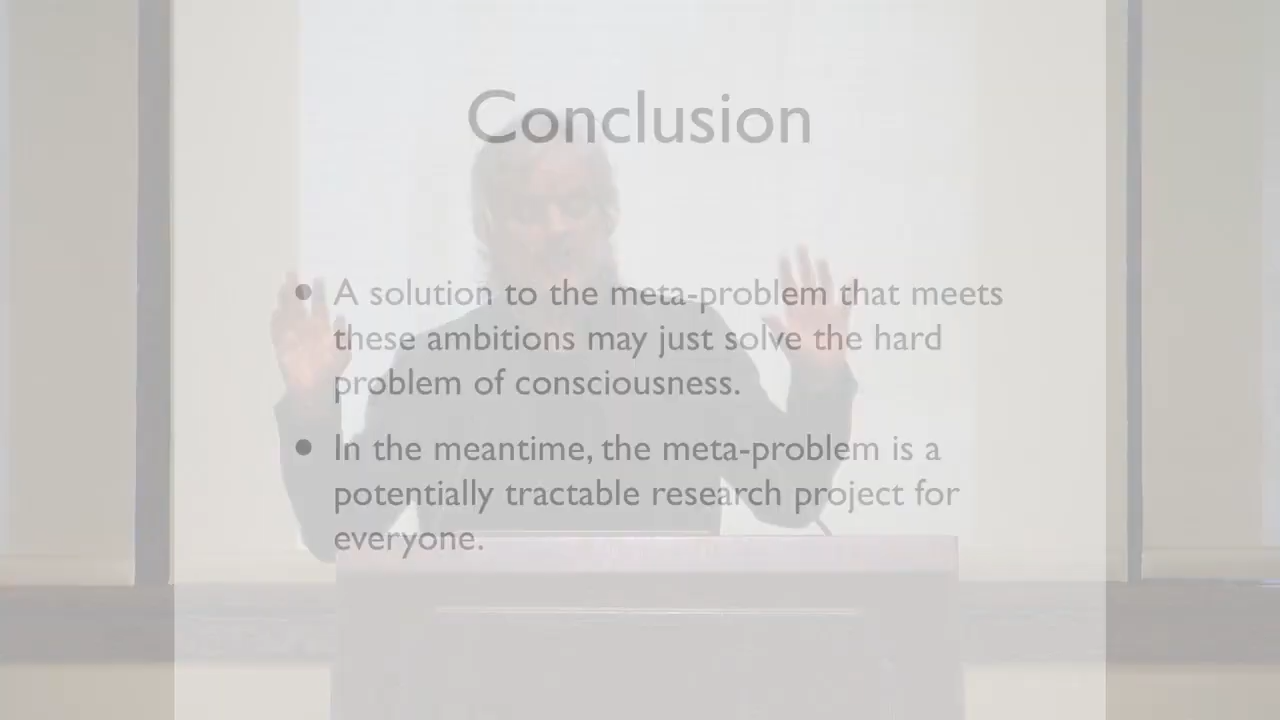 Conclusion
• A solution to the meta-problem that meets
these ambitions may just solve the hard
problem of consciousness.
• In the meantime, the meta-problem is a
potentially tractable research project for
everyone.